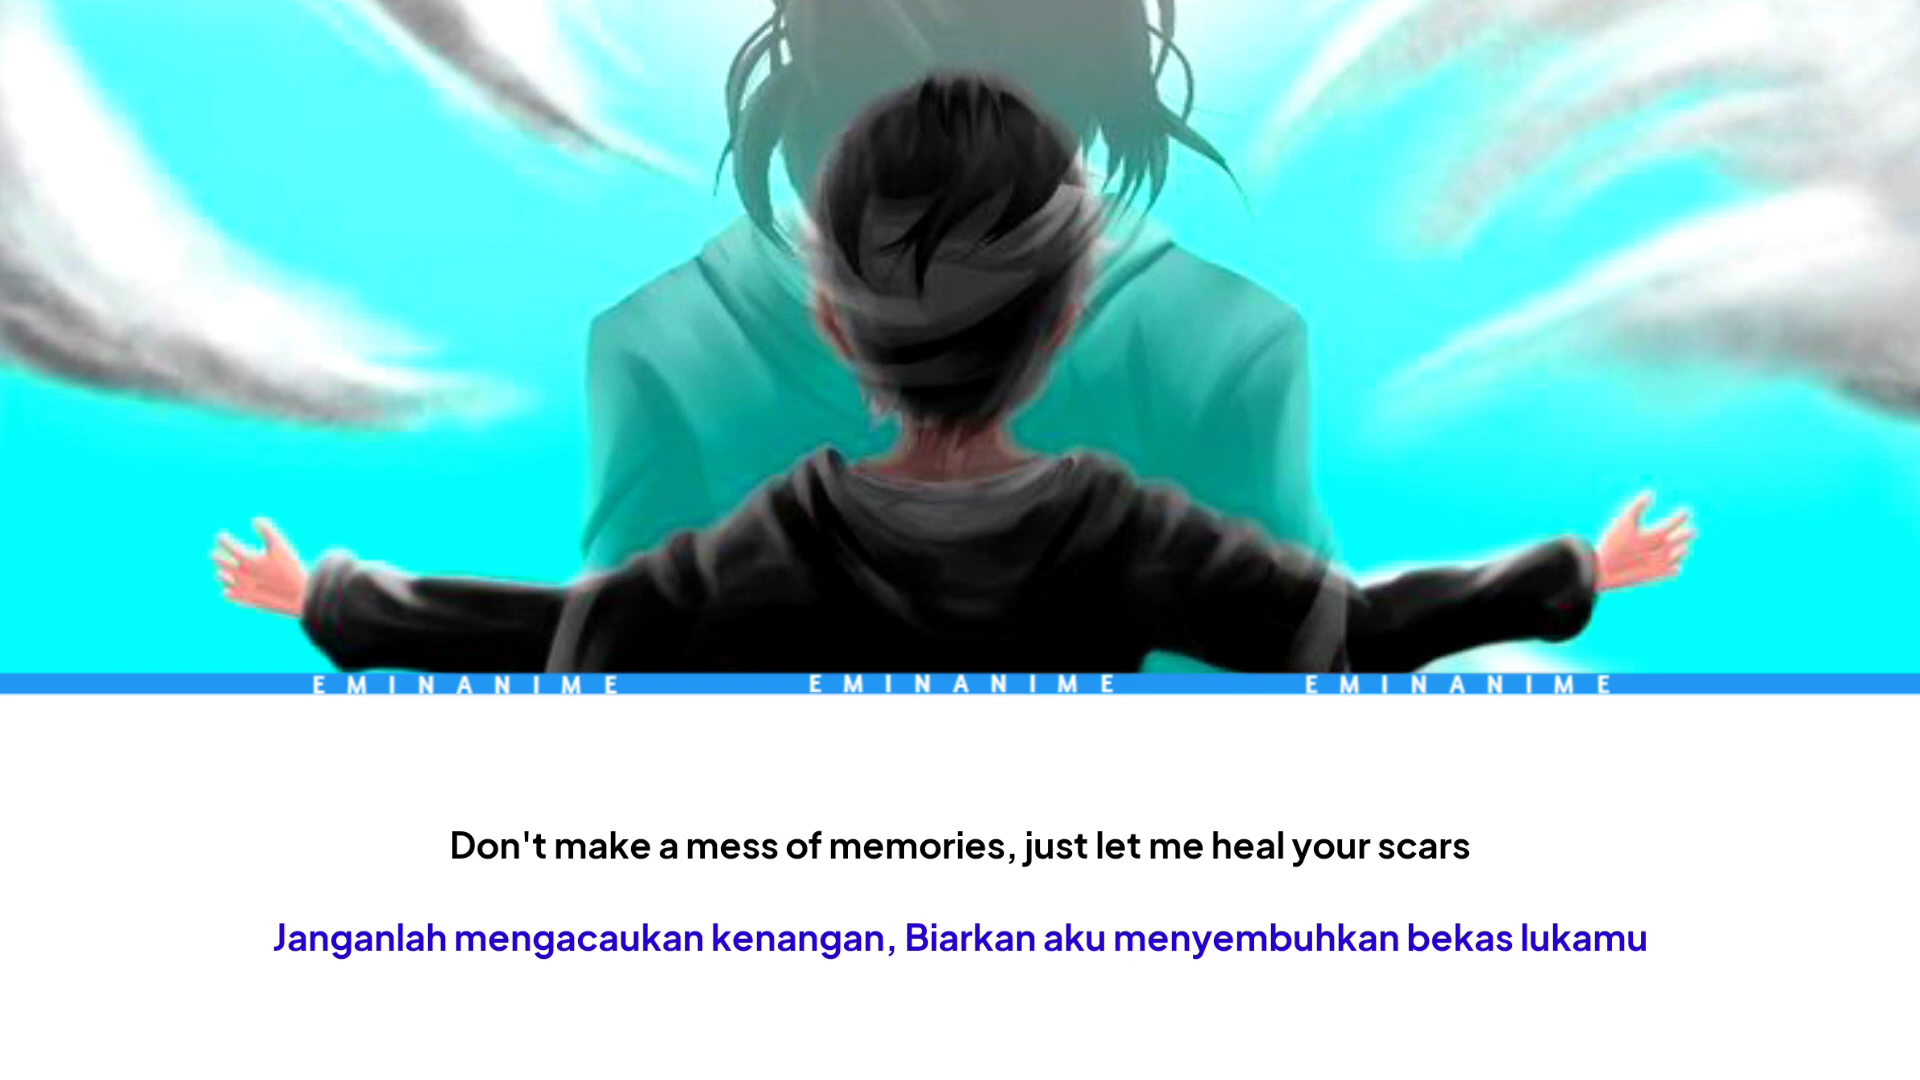 EMINANIME EMINANIME EMINANIME
Don't make a mess of memories, just let me heal your scars
Janganlah mengacaukan kenangan, Biarkan aku menyembuhkan bekas lukamu